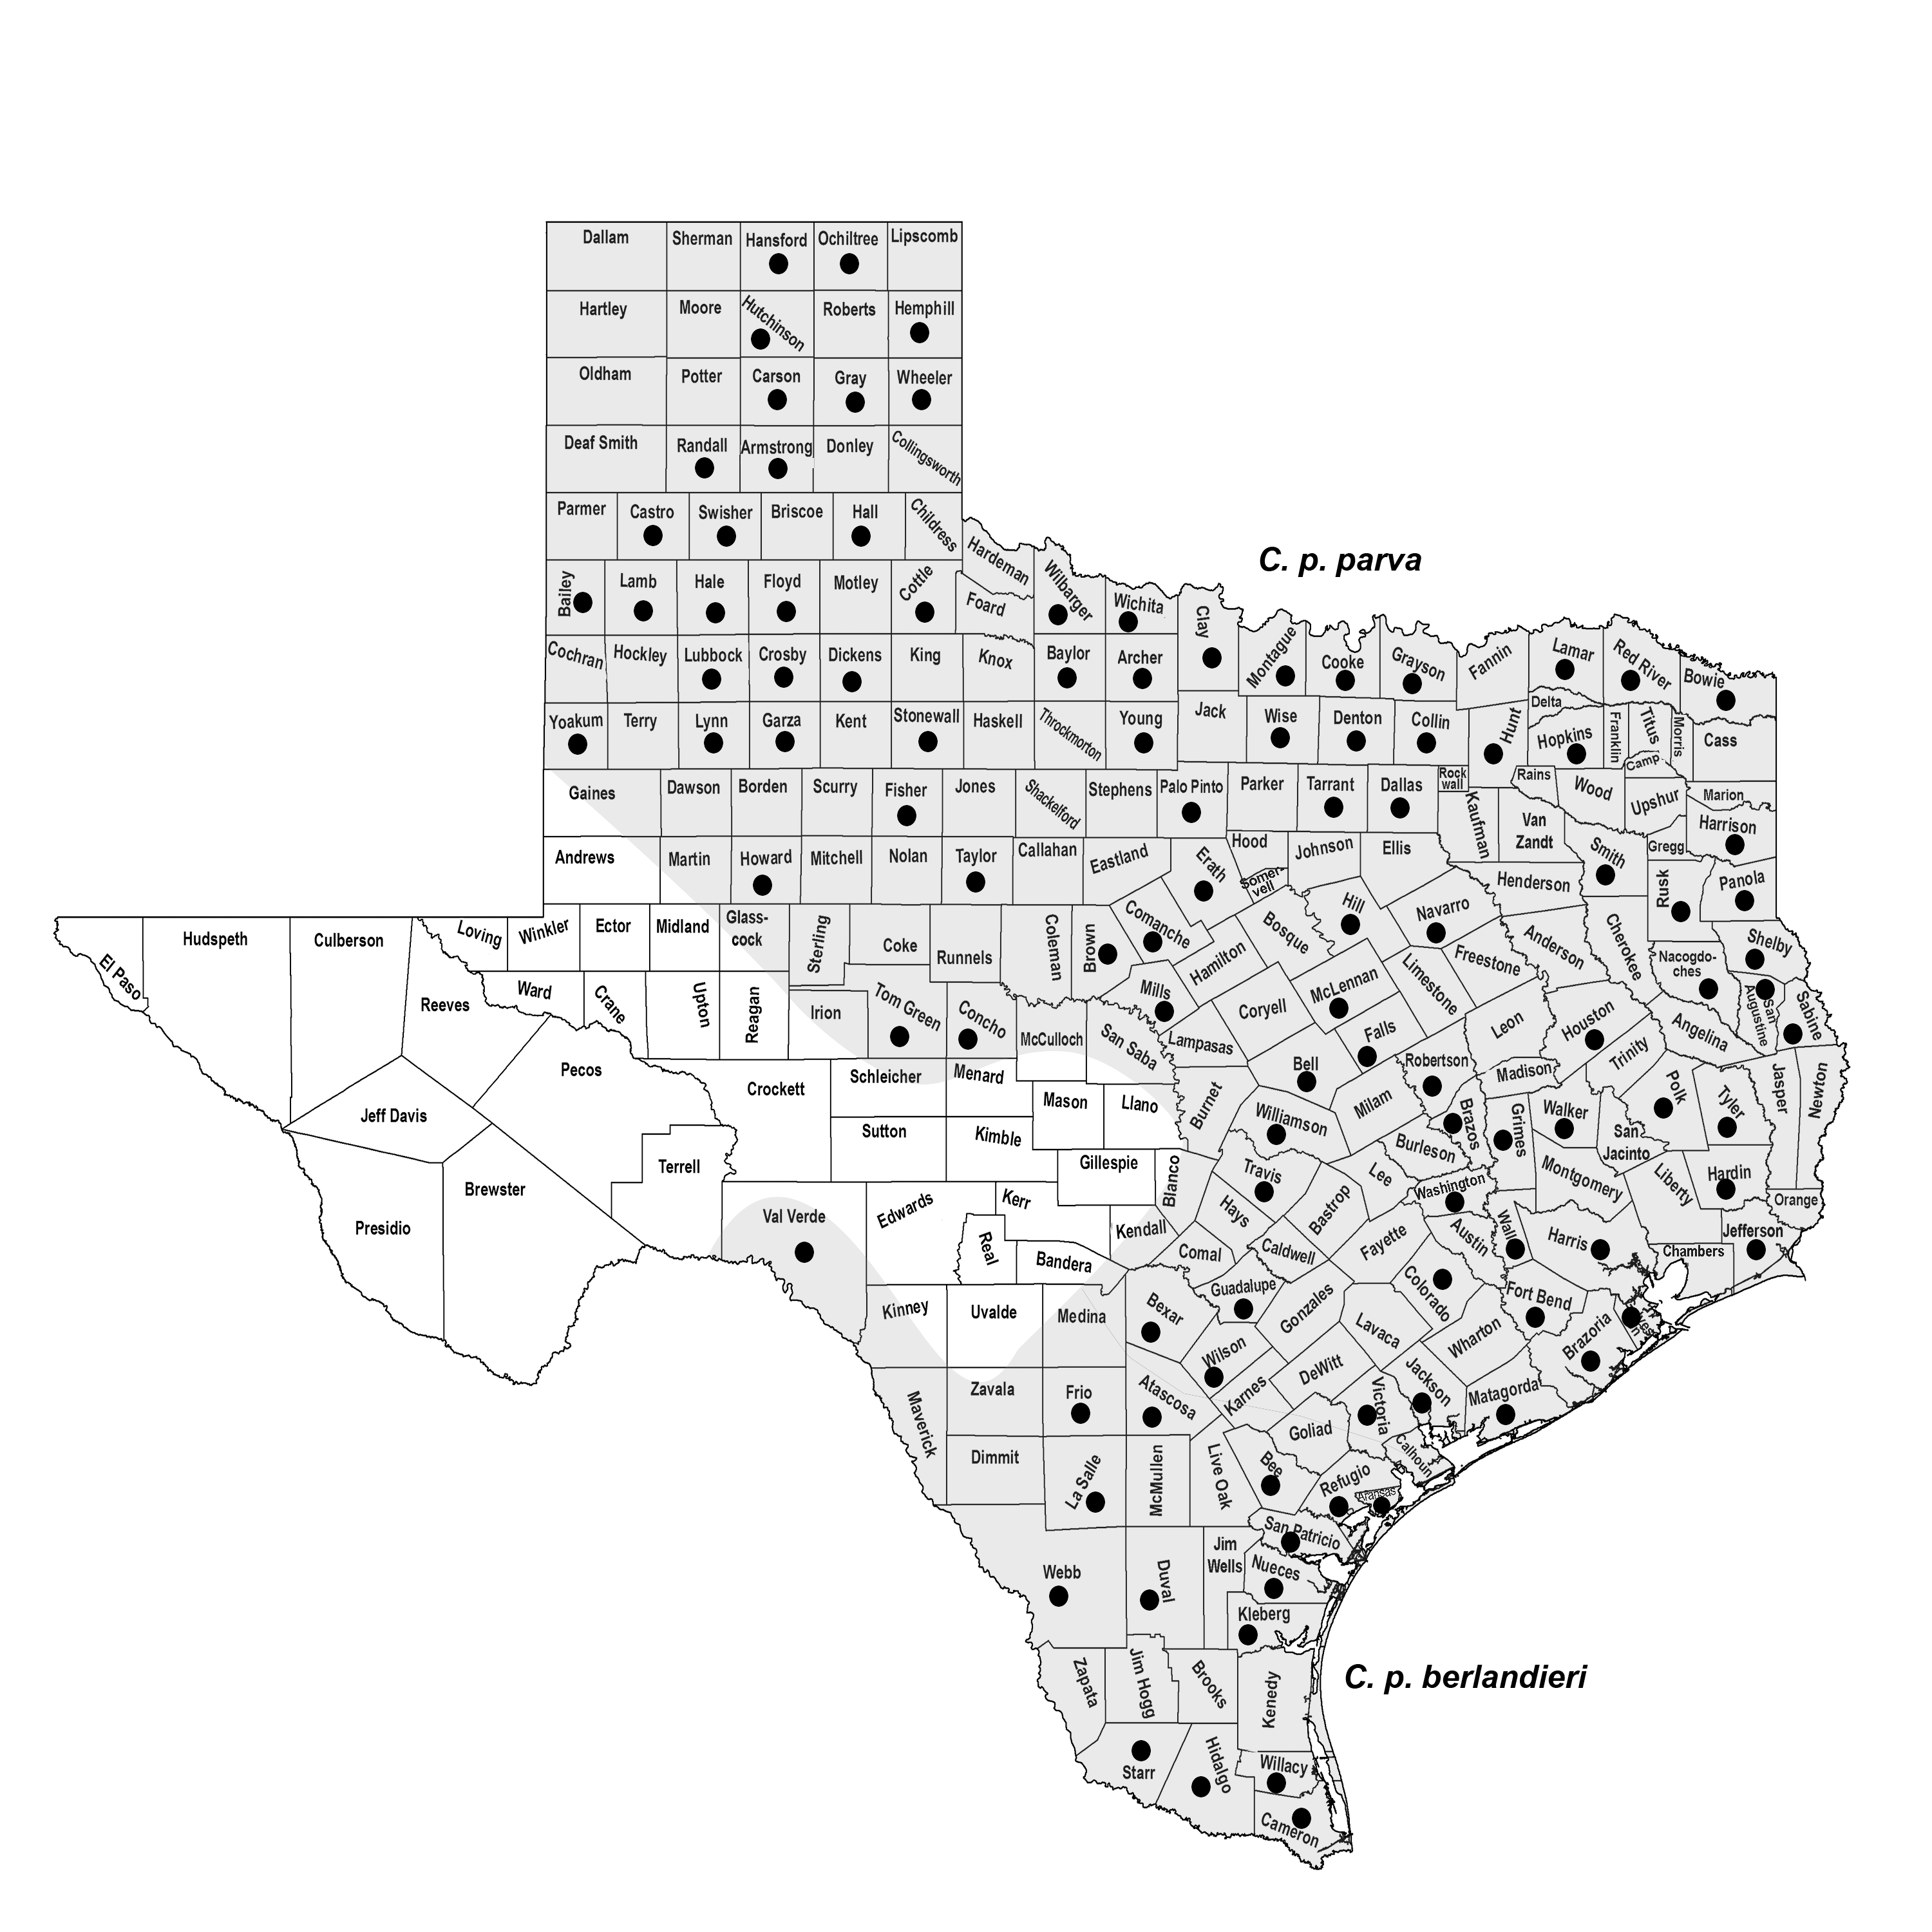 Dallam
Sherman
Hansford
Ochiltree
Lipscomb
Hartley
Moore
Hutchinson
Roberts
Hemphill
Oldham
Potter
Carson
Gray
Wheeler
Deaf Smith
Randall
Armstrong
Donley
Collingsworth
Parmer
Castro
Swisher
Briscoe
Hall
Childress
Hardeman
C. p. parva
Bailey
Lamb
Hale
Floyd
Motley
Cottle
Foard
Wilbarger
Wichita
Clay
Montague
Cooke
Grayson
Fannin
Lamar
Red River
Bowie
Cochran
Hockley
Lubbock
Crosby
Dickens
King
Knox
Baylor
Archer
Yoakum
Terry
Lynn
Garza
Kent
Stonewall
Haskell
Throckmorton
Young
Jack
Wise
Denton
Collin
Hunt
Delta
Hopkins
Franklin
Titus
Morris
Cass
Camp
Gaines
Dawson
Borden
Scurry
Fisher
Jones
Shackelford
Stephens
Palo Pinto
Parker
Tarrant
Dallas
Rock
wall
Kaufman
Rains
Wood
Upshur
Marion
Van
Zandt
Smith
Gregg
Harrison
Andrews
Martin
Howard
Mitchell
Nolan
Taylor
Callahan
Eastland
Erath
Hood
Somer-
vell
Johnson
Ellis
Henderson
Rusk
Panola
El Paso
Hudspeth
Culberson
Loving
Winkler
Ector
Midland
Glass-
cock
Sterling
Coke
Runnels
Coleman
Brown
Comanche
Hamilton
Bosque
Hill
Navarro
Freestone
Anderson
Cherokee
Nacogdo-
ches
Shelby
San
Augustine
Sabine
Reeves
Ward
Crane
Upton
Reagan
Irion
Tom Green
Concho
McCulloch
San Saba
Mills
Lampasas
Coryell
McLennan
Falls
Limestone
Leon
Houston
Trinity
Angelina
Jasper
Newton
Jeff Davis
Pecos
Crockett
Schleicher
Menard
Mason
Llano
Burnet
Bell
Williamson
Milam
Robertson
Brazos
Madison
Grimes
Walker
San
Jacinto
Polk
Tyler
Sutton
Kimble
Gillespie
Blanco
Travis
Lee
Burleson
Washington
Montgomery
Liberty
Hardin
Orange
Presidio
Brewster
Terrell
Val Verde
Edwards
Kerr
Real
Bandera
Kendall
Comal
Hays
Caldwell
Bastrop
Fayette
Austin
Wall
Harris
Chambers
Jefferson
Kinney
Uvalde
Medina
Bexar
Guadalupe
Gonzales
Colorado
Lavaca
Wharton
Fort Bend
Brazoria
Maverick
Zavala
Frio
Atascosa
Wilson
Karnes
DeWitt
Victoria
Jackson
Matagorda
Dimmit
La Salle
McMullen
Live Oak
Bee
Goliad
Refugio
Calhoun
Aransas
San Patricio
Webb
Duval
Jim
Wells
Nueces
Kleberg
Zapata
Jim Hogg
Brooks
Kenedy
C. p. berlandieri
Starr
Hidalgo
Willacy
Cameron